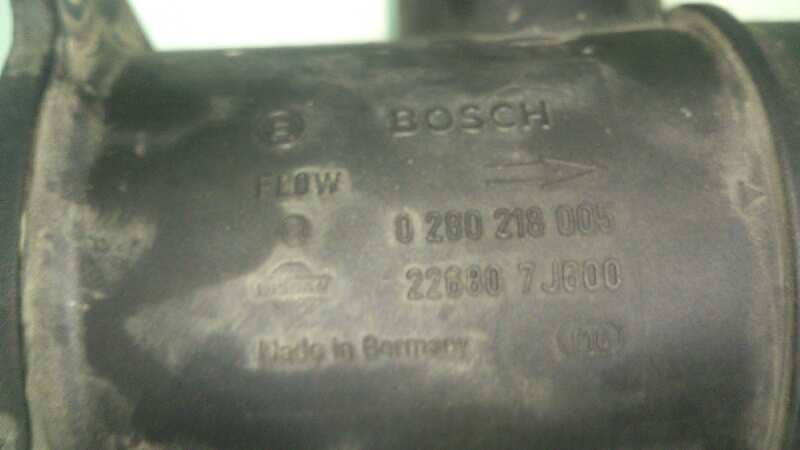 BOSCH
FLOW
0 280 218 005
22680 7J600
Made in Germany